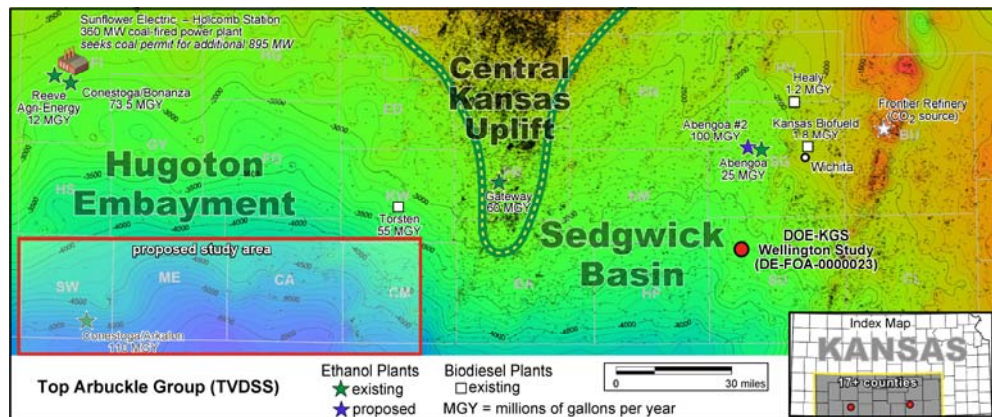 Sunflower Electric – Holcomb Station
360 MW coal-fired power plant
seeks coal permit for additional 895 MW
Reeve
Agri-Energy
12 MGY
Conestoga/Bonanza
73.5 MGY
Central
Kansas
Uplift
Healy
1.2 MGY
Frontier Refinery
(CO2 source)
Kansas Biofueld
1.8 MGY
Abengoa #2
100 MGY
Abengoa
25 MGY
Wichita
Hugoton
Embayment
Gateway
50 MGY
Torsten
55 MGY
Sedgwick
Basin
DOE-KGS
Wellington Study
(DE-FOA-0000023)
proposed study area
SW
ME
CA
CM
Conestoga/Arkalon
110 MGY
Index Map
KANSAS
17+ counties
Top Arbuckle Group (TVDSS)
Ethanol Plants
existing
proposed
Biodiesel Plants
existing
MGY = millions of gallons per year
0
30 miles